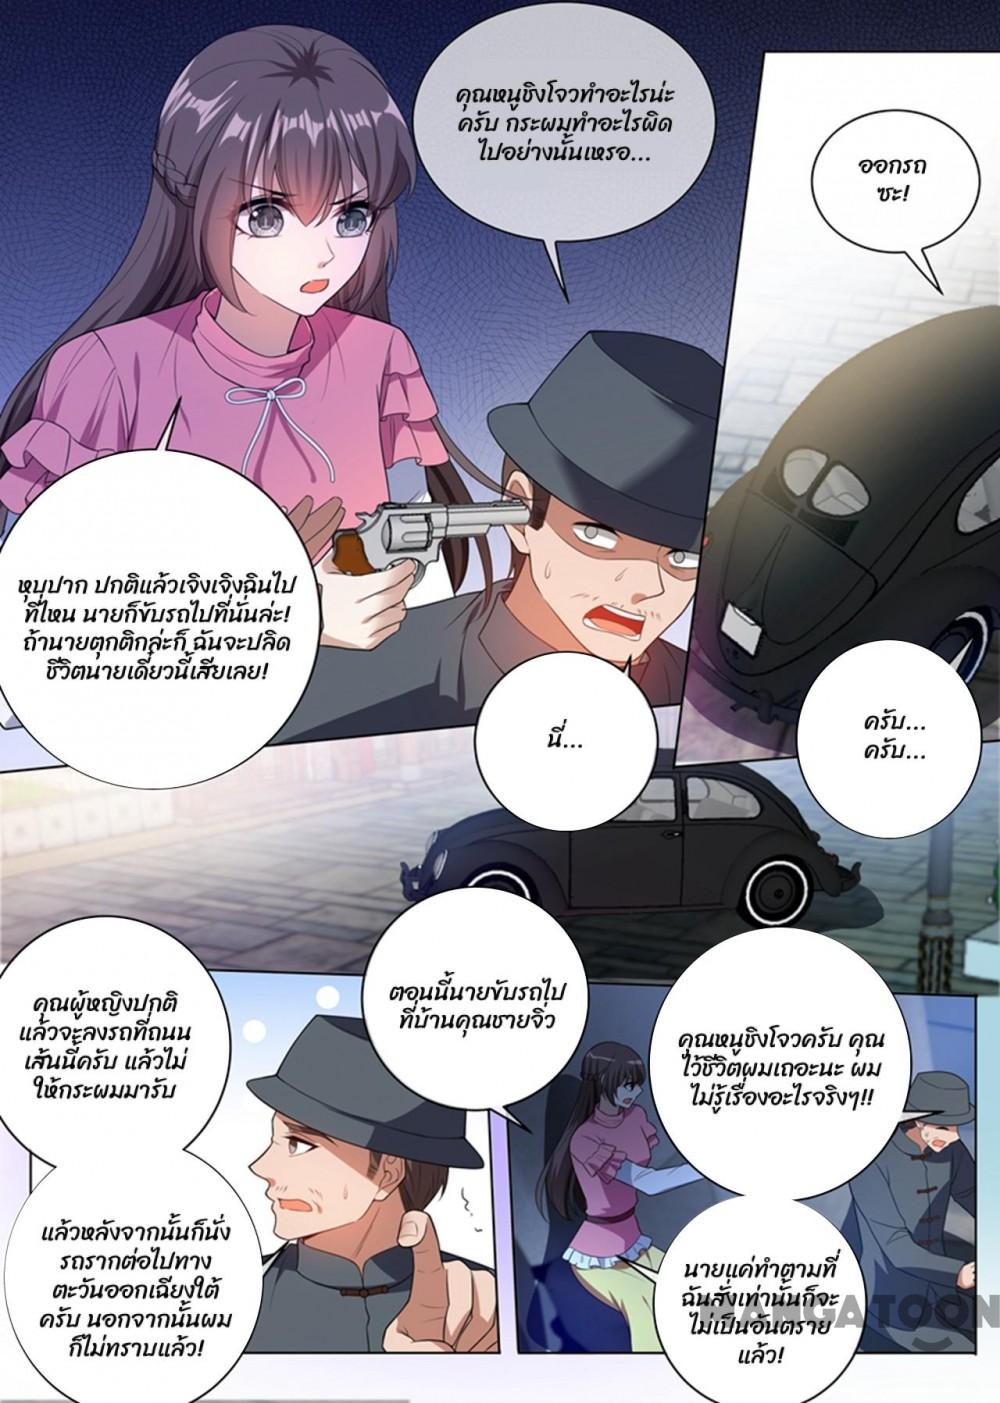 คุณหนูชิงโจวทำอะไรน่ะ
ครับ กระผมทำอะไรผิด
ไปอย่างนั้นเหรอ...
ออกรถ
ซะ!
หุบปาก ปกติแล้วเจิงเจิงฉินไป
ที่ไหน นายก็ขับรถไปที่นั่นล่ะ!
ถ้านายตุกติกล่ะก็ ฉันจะปลิด
ชีวิตนายเดี๋ยวนี้เสียเลย!
นี่...
ครับ...
ครับ...
คุณผู้หญิงปกติ
แล้วจะลงรถที่ถนน
เส้นนี้ครับ แล้วไม่
ให้กระผมมารับ
ตอนนี้นายขับรถไป
ที่บ้านคุณชายจิ่ว
แล้วหลังจากนั้นก็นั่ง
รถรากต่อไปทาง
ตะวันออกเฉียงใต้
ครับ นอกจากนั้นผม
ก็ไม่ทราบแล้ว!
คุณหนูชิงโจวครับ คุณ
ไว้ชีวิตผมเถอะนะ ผม
ไม่รู้เรื่องอะไรจริงๆ!!
นายแค่ทำตามที่
ฉันสั่งเท่านั้นก็จะ
ไม่เป็นอันตราย
แล้ว!
MANGATOON